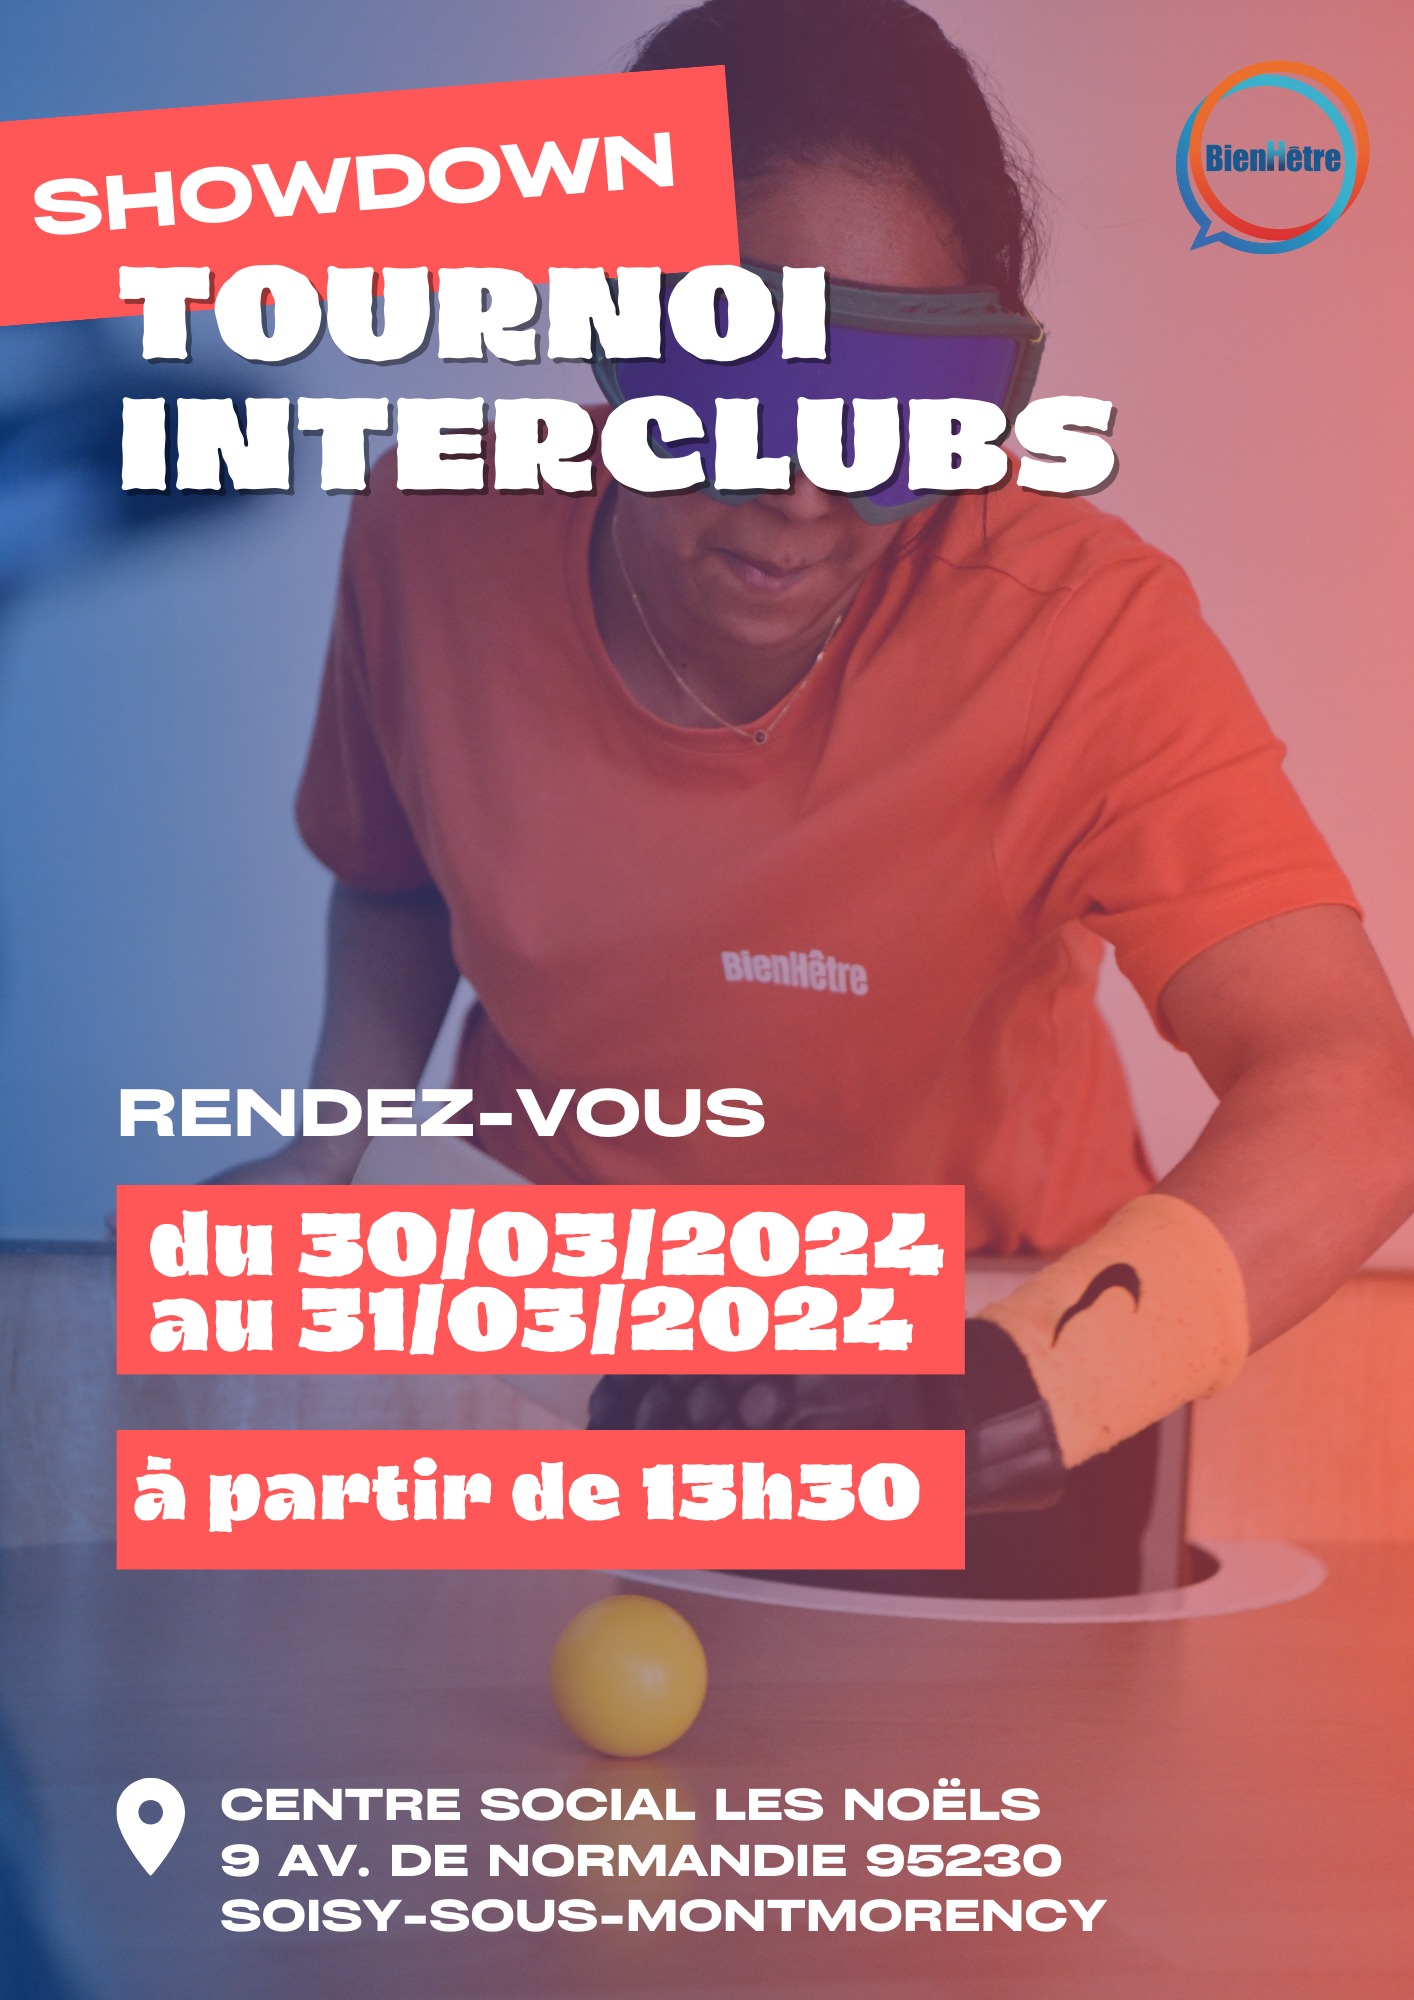 SHOWDOWN
BienHêtre
TOURNOI
INTERCLUBS
BienHêtre
RENDEZ-VOUS
du 30/03/2024
au 31/03/2024
à partir de 13h30
CENTRE SOCIAL LES NOËLS
9 AV. DE NORMANDIE 95230
SOISY-SOUS-MONTMORENCY